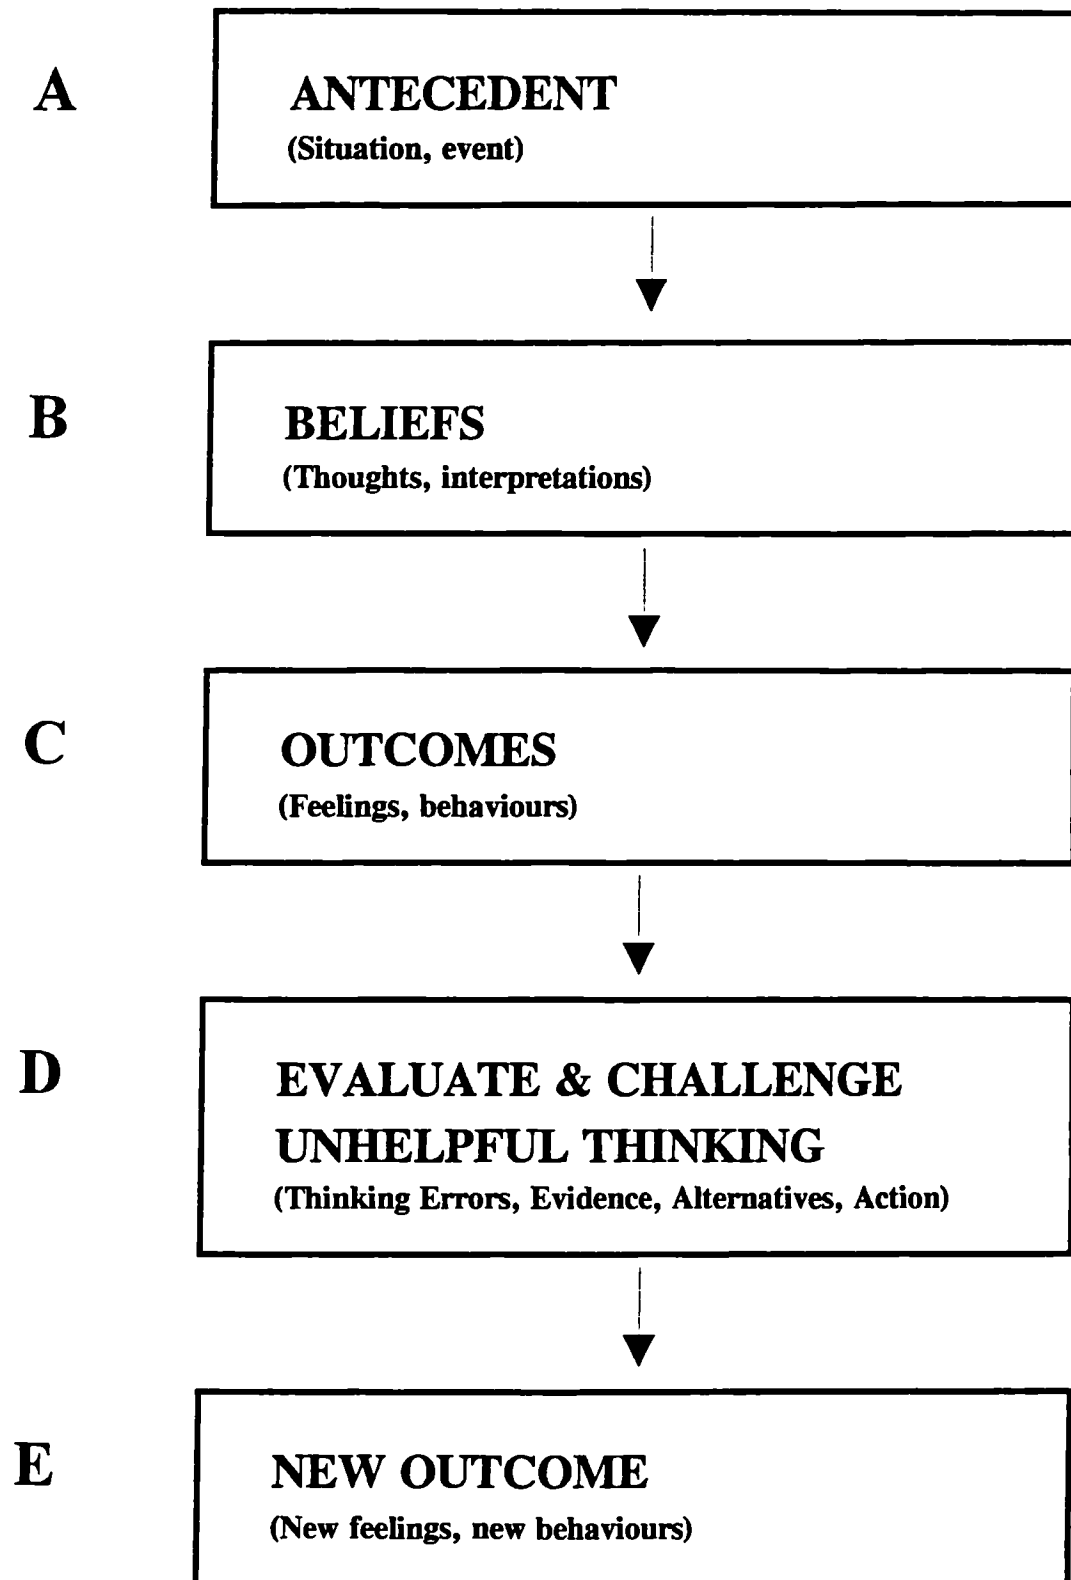 A
ANTECEDENT
(Situation, event)
B
BELIEFS
(Thoughts, interpretations)
C
OUTCOMES
(Feelings, behaviours)
D
EVALUATE & CHALLENGE
UNHELPFUL THINKING
(Thinking Errors, Evidence, Alternatives, Action)
E
NEW OUTCOME
(New feelings, new behaviours)